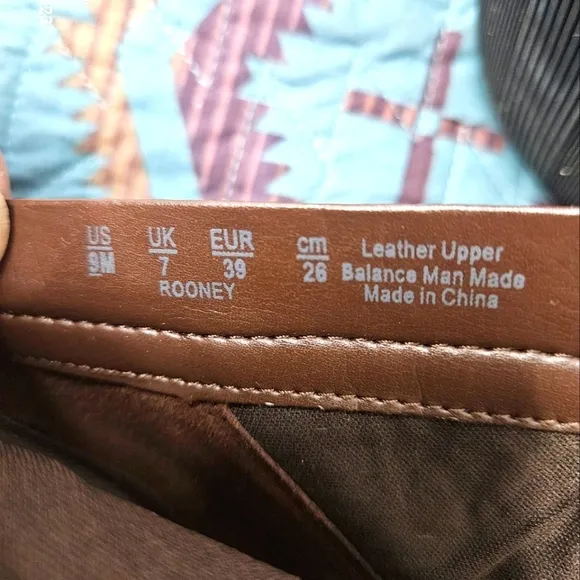 US UK EUR cm Leather Upper
9M 7 39 26 Balance Man Made
ROONEY Made in China